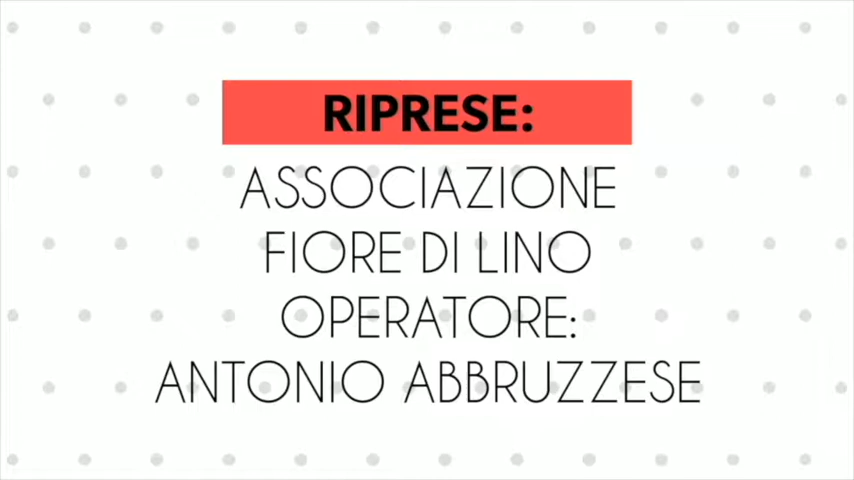 RIPRESE:
ASSOCIAZIONE
FIORE DI LINO
OPERATORE:
ANTONIO ABBRUZZESE